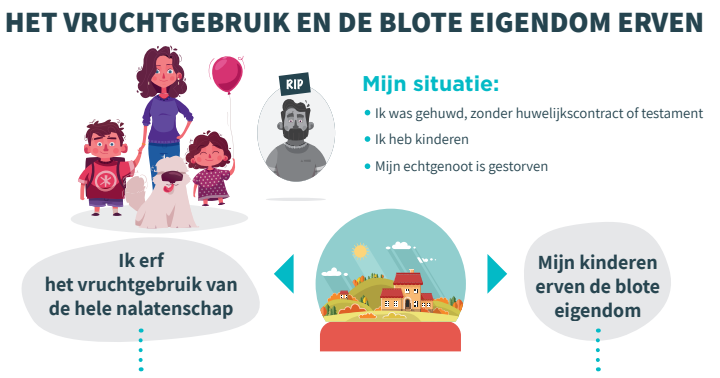 HET VRUCHTGEBRUIK EN DE BLOTE EIGENDOM ERVEN
RIP
Mijn situatie:
• Ik was gehuwd, zonder huwelijkscontract of testament
• Ik heb kinderen
• Mijn echtgenoot is gestorven
Ik erf
het vruchtgebruik van
de hele nalatenschap
Mijn kinderen
erven de blote
eigendom